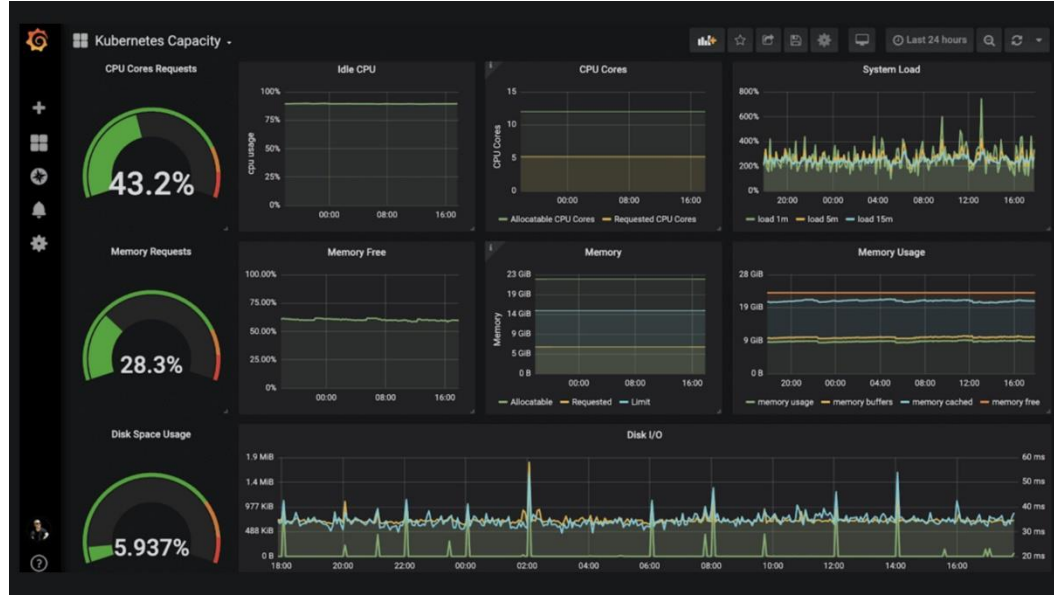 Kubernetes Capacity
Last 24 hours
CPU Cores Requests
43.2%
Idle CPU
cpu usage
100%
75%
50%
25%
0%
00:00 08:00 16:00
CPU Cores
CPU Cores
15
10
5
0
00:00 08:00 16:00
Allocatable CPU Cores Requested CPU Cores
System Load
800%
600%
400%
200%
0%
20:00 00:00 04:00 08:00 12:00 16:00
load 1m load 5m load 15m
Memory Requests
28.3%
Memory Free
100.00%
75.00%
50.00%
25.00%
0%
00:00 08:00 16:00
Memory
Memory
23 GiB
19 GiB
14 GiB
9 GiB
5 GiB
0 B
00:00 08:00 16:00
Allocatable Requested Limit
Memory Usage
28 GiB
19 GiB
9 GiB
0 B
20:00 00:00 04:00 08:00 12:00 16:00
memory usage memory buffers memory cached memory free
Disk Space Usage
5.937%
Disk I/O
1.9 MiB
1.4 MiB
977 KiB
488 KiB
0 B
60 ms
50 ms
40 ms
30 ms
20 ms
18:00 20:00 22:00 00:00 02:00 04:00 06:00 08:00 10:00 12:00 14:00 16:00